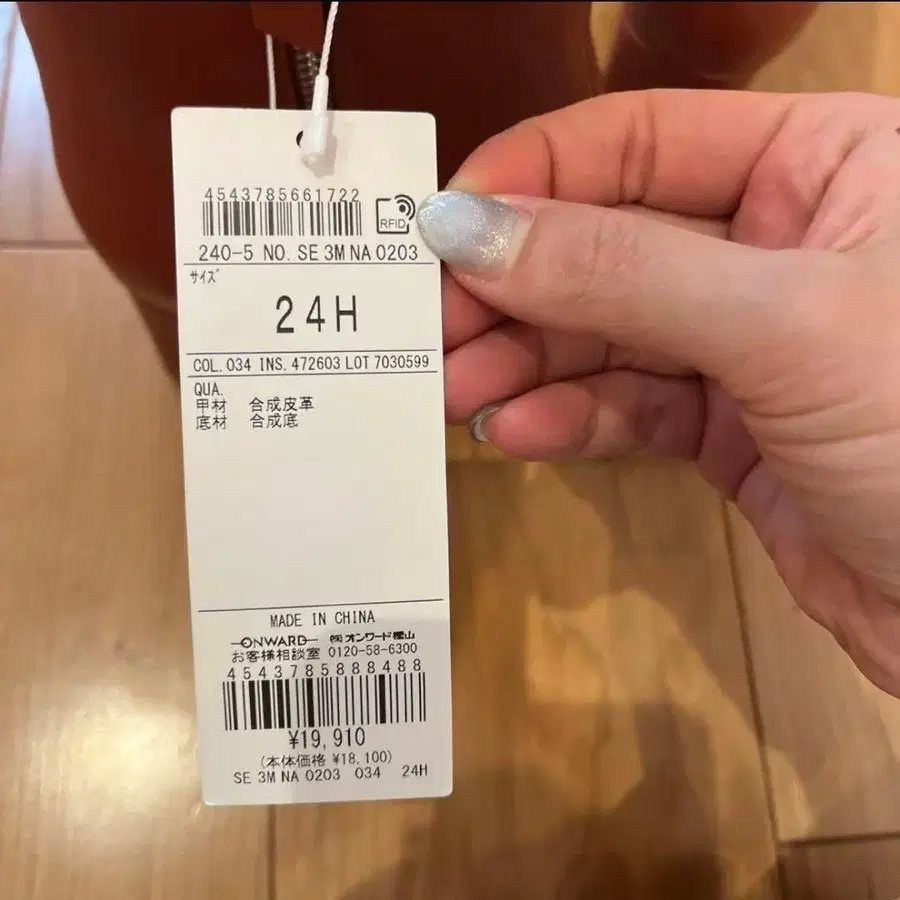 4543785661722
RFID
240-5 NO. SE 3M NA 0203
ｻｲｽﾞ
24H
COL. 034 INS. 472603 LOT 7030599
QUA.
甲材 合成皮革
底材 合成底
MADE IN CHINA
ONWARD ㈱オンワード樫山
お客様相談室 0120-58-6300
4543785888488
¥19,910
(本体価格 ¥18,100)
SE 3M NA 0203 034 24H